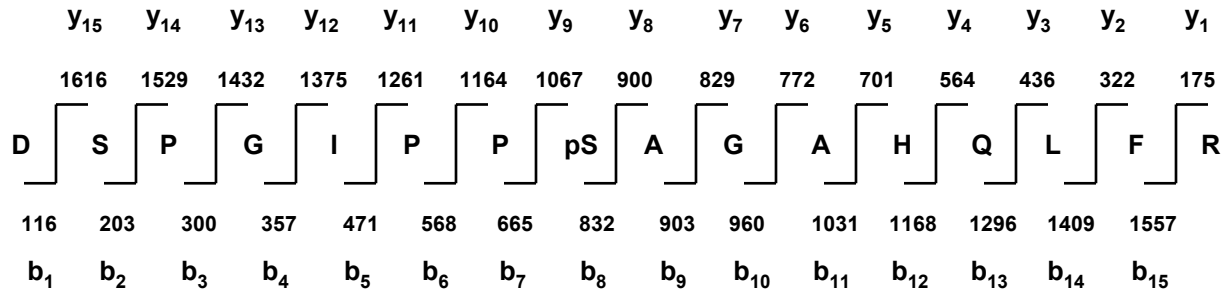 y15 y14 y13 y12 y11 y10 y9 y8 y7 y6 y5 y4 y3 y2 y1
1616 1529 1432 1375 1261 1164 1067 900 829 772 701 564 436 322 175
D S P G I P P pS A G A H Q L F R
116 203 300 357 471 568 665 832 903 960 1031 1168 1296 1409 1557
b1 b2 b3 b4 b5 b6 b7 b8 b9 b10 b11 b12 b13 b14 b15